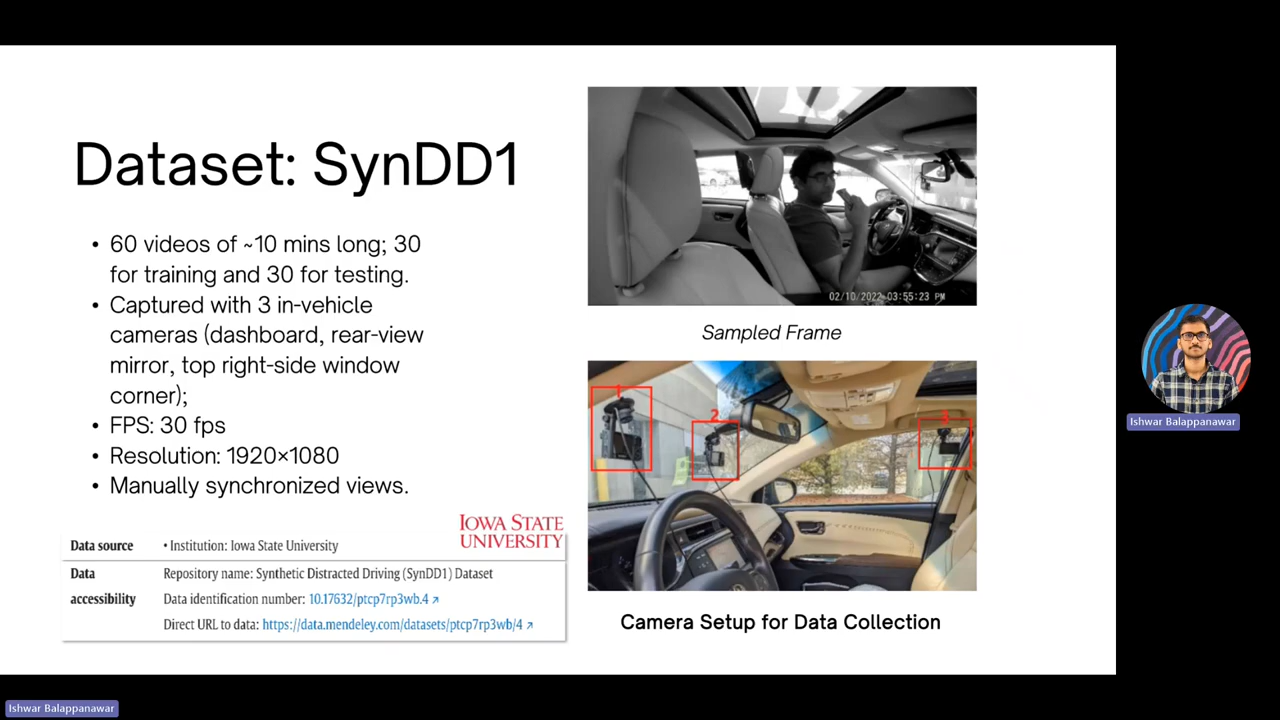 Dataset: SynDD1
• 60 videos of ~10 mins long; 30
for training and 30 for testing.
• Captured with 3 in-vehicle
cameras (dashboard, rear-view
mirror, top right-side window
corner);
• FPS: 30 fps
• Resolution: 1920×1080
• Manually synchronized views.
IOWA STATE
UNIVERSITY
Data source • Institution: Iowa State University
Data Repository name: Synthetic Distracted Driving (SynDD1) Dataset
accessibility Data identification number: 10.17632/ptcp7rp3wb.4 ↗
Direct URL to data: https://data.mendeley.com/datasets/ptcp7rp3wb/4 ↗
02/10/2022-03:55:23 PM
Sampled Frame
1
2
3
Camera Setup for Data Collection
Ishwar Balappanawar
Ishwar Balappanawar